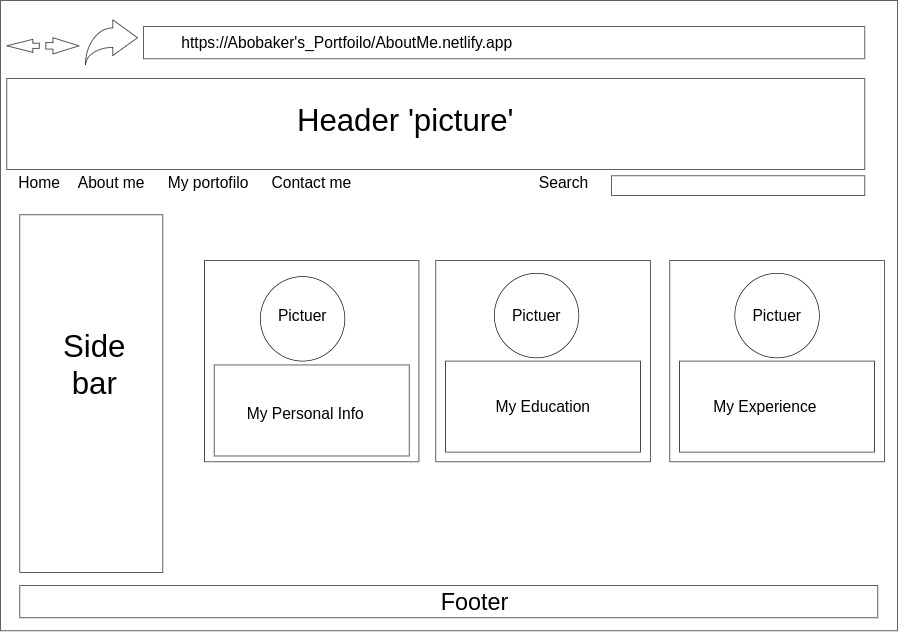 https://Abobaker's_Portfoilo/AboutMe.netlify.app
Header 'picture'
Home About me My portofilo Contact me Search
Side
bar
Pictuer Pictuer Pictuer
My Personal Info My Education My Experience
Footer